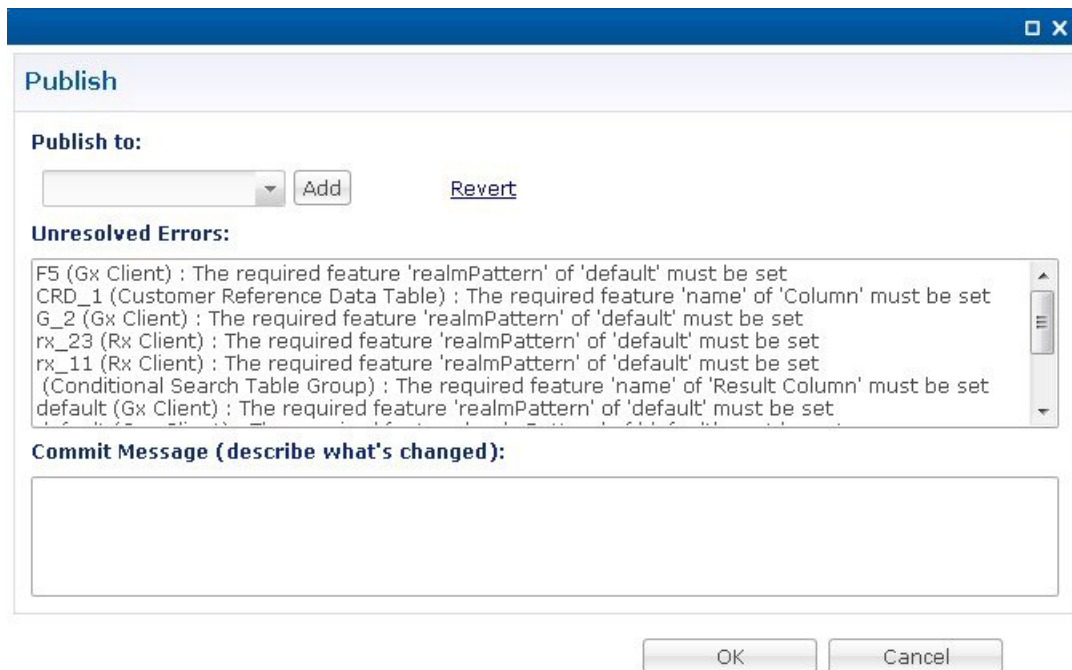 Publish
Publish to:
Add
Revert
Unresolved Errors:
F5 (Gx Client) : The required feature 'realmPattern' of 'default' must be set
CRD_1 (Customer Reference Data Table) : The required feature 'name' of 'Column' must be set
G_2 (Gx Client) : The required feature 'realmPattern' of 'default' must be set
rx_23 (Rx Client) : The required feature 'realmPattern' of 'default' must be set
rx_11 (Rx Client) : The required feature 'realmPattern' of 'default' must be set
(Conditional Search Table Group) : The required feature 'name' of 'Result Column' must be set
default (Gx Client) : The required feature 'realmPattern' of 'default' must be set
Commit Message (describe what's changed):
OK
Cancel